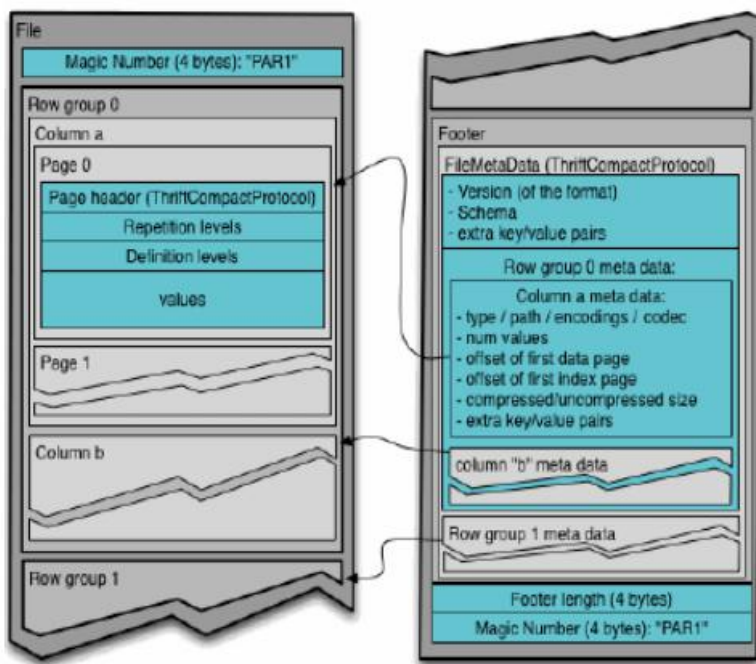 File
Magic Number (4 bytes): "PAR1"
Row group 0
Column a
Page 0
Page header (ThriftCompactProtocol)
Repetition levels
Definition levels
values
Page 1
Column b
Row group 1
Footer
FileMetaData (ThriftCompactProtocol)
- Version (of the format)
- Schema
- extra key/value pairs
Row group 0 meta data:
Column a meta data:
- type / path / encodings / codec
- num values
- offset of first data page
- offset of first index page
- compressed/uncompressed size
- extra key/value pairs
column "b" meta data
Row group 1 meta data
Footer length (4 bytes)
Magic Number (4 bytes): "PAR1"